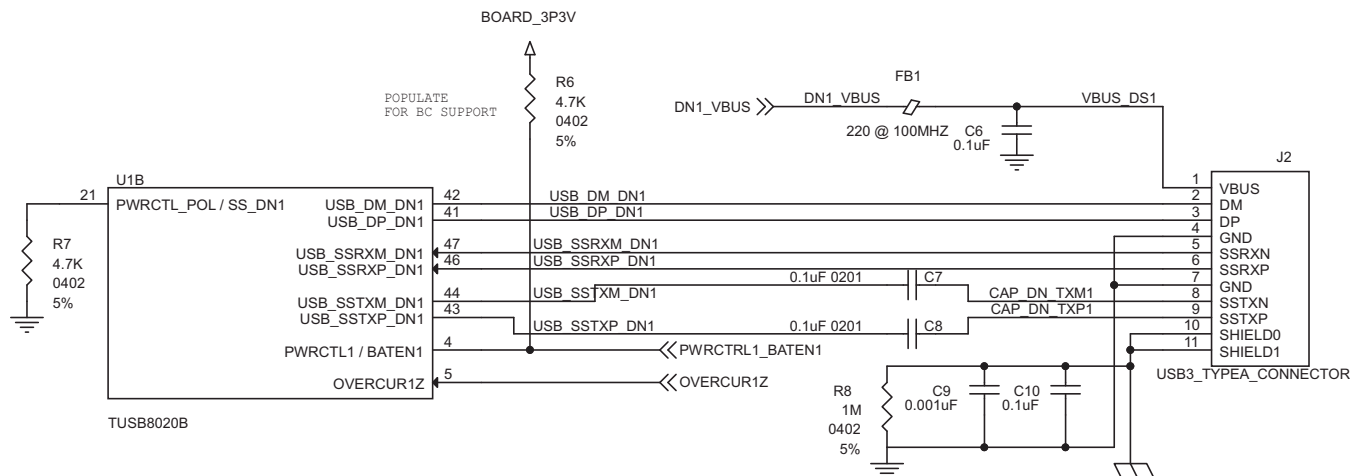 BOARD_3P3V
POPULATE
FOR BC SUPPORT
R6
4.7K
0402
5%
FB1
DN1_VBUS
DN1_VBUS
VBUS_DS1
220 @ 100MHZ
C6
0.1uF
J2
U1B
21
PWRCTL_POL / SS_DN1
R7
4.7K
0402
5%
USB_DM_DN1
42
USB_DM_DN1
USB_DP_DN1
41
USB_DP_DN1
USB_SSRXM_DN1
47
USB_SSRXM_DN1
USB_SSRXP_DN1
46
USB_SSRXP_DN1
USB_SSTXM_DN1
44
USB_SSTXM_DN1
0.1uF 0201
C7
CAP_DN_TXM1
USB_SSTXP_DN1
43
USB_SSTXP_DN1
0.1uF 0201
C8
CAP_DN_TXP1
PWRCTL1 / BATEN1
4
PWRCTRL1_BATEN1
OVERCUR1Z
5
OVERCUR1Z
TUSB8020B
1
VBUS
2
DM
3
DP
4
GND
5
SSRXN
6
SSRXP
7
GND
8
SSTXN
9
SSTXP
10
SHIELD0
11
SHIELD1
USB3_TYPEA_CONNECTOR
R8
1M
0402
5%
C9
0.001uF
C10
0.1uF